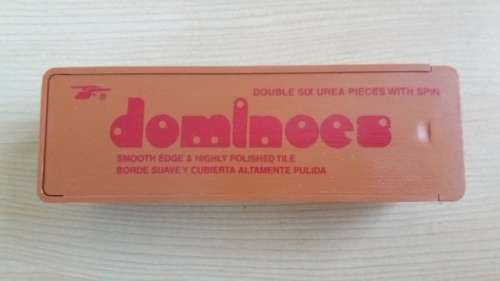 DOUBLE SIX UREA PIECES WITH SPIN
dominoes
SMOOTH EDGE & HIGHLY POLISHED TILE
BORDE SUAVE Y CUBIERTA ALTAMENTE PULIDA